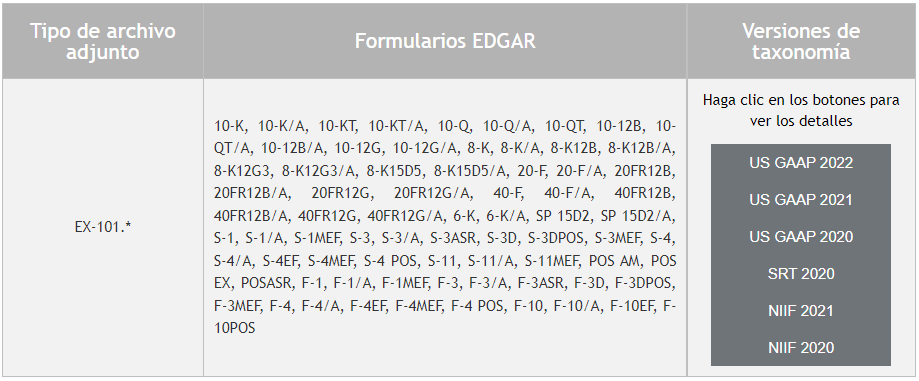 Tipo de archivo
adjunto
Formularios EDGAR
Versiones de
taxonomía
EX-101.*
10-K, 10-K/A, 10-KT, 10-KT/A, 10-Q, 10-Q/A, 10-QT, 10-12B, 10-
QT/A, 10-12B/A, 10-12G, 10-12G/A, 8-K, 8-K/A, 8-K12B, 8-K12B/A,
8-K12G3, 8-K12G3/A, 8-K15D5, 8-K15D5/A, 20-F, 20-F/A, 20FR12B,
20FR12B/A, 20FR12G, 20FR12G/A, 40-F, 40-F/A, 40FR12B,
40FR12B/A, 40FR12G, 40FR12G/A, 6-K, 6-K/A, SP 15D2, SP 15D2/A,
S-1, S-1/A, S-1MEF, S-3, S-3/A, S-3ASR, S-3D, S-3DPOS, S-3MEF, S-4,
S-4/A, S-4EF, S-4MEF, S-4 POS, S-11, S-11/A, S-11MEF, POS AM, POS
EX, POSASR, F-1, F-1/A, F-1MEF, F-3, F-3/A, F-3ASR, F-3D, F-3DPOS,
F-3MEF, F-4, F-4/A, F-4EF, F-4MEF, F-4 POS, F-10, F-10/A, F-10EF, F-
10POS
Haga clic en los botones para
ver los detalles
US GAAP 2022
US GAAP 2021
US GAAP 2020
SRT 2020
NIIF 2021
NIIF 2020